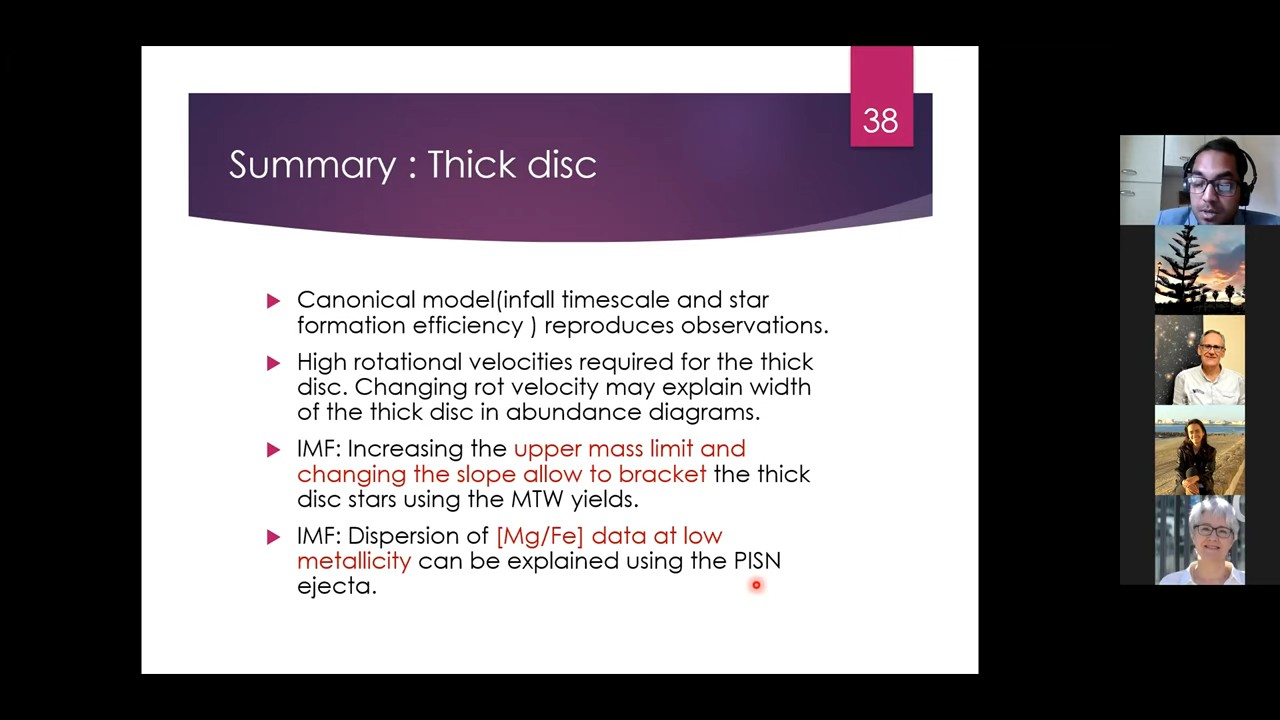 38
Summary : Thick disc
Canonical model(infall timescale and star
formation efficiency ) reproduces observations.
High rotational velocities required for the thick
disc. Changing rot velocity may explain width
of the thick disc in abundance diagrams.
IMF: Increasing the upper mass limit and
changing the slope allow to bracket the thick
disc stars using the MTW yields.
IMF: Dispersion of [Mg/Fe] data at low
metallicity can be explained using the PISN
ejecta.